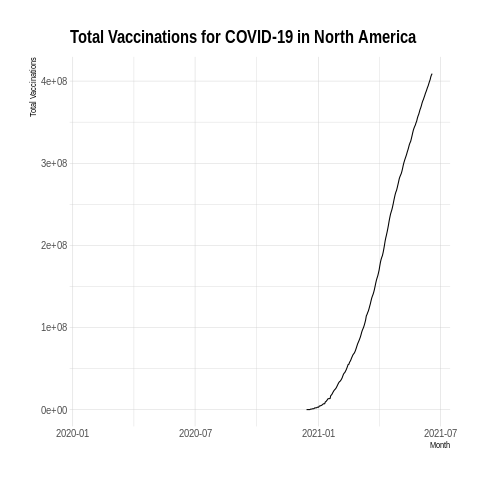 Total Vaccinations for COVID-19 in North America
Total Vaccinations
4e+08
3e+08
2e+08
1e+08
0e+00
2020-01
2020-07
2021-01
2021-07
Month